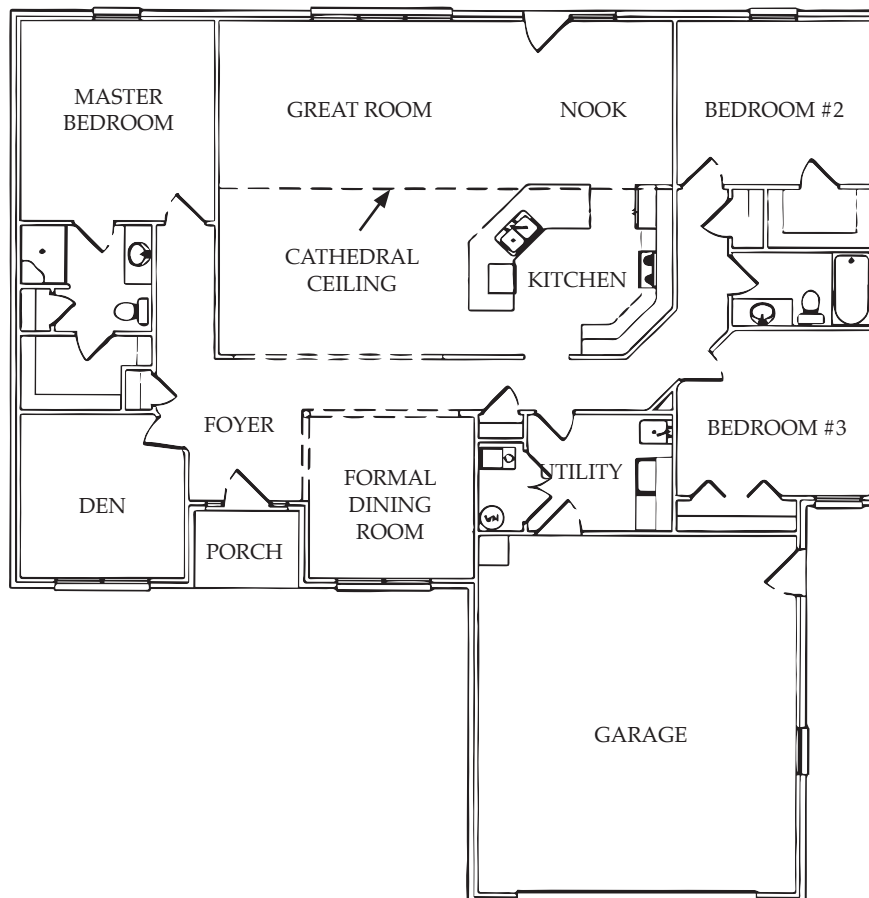 MASTER
BEDROOM
GREAT ROOM
NOOK
BEDROOM #2
CATHEDRAL
CEILING
KITCHEN
FOYER
BEDROOM #3
UTILITY
FORMAL
DINING
ROOM
DEN
PORCH
GARAGE